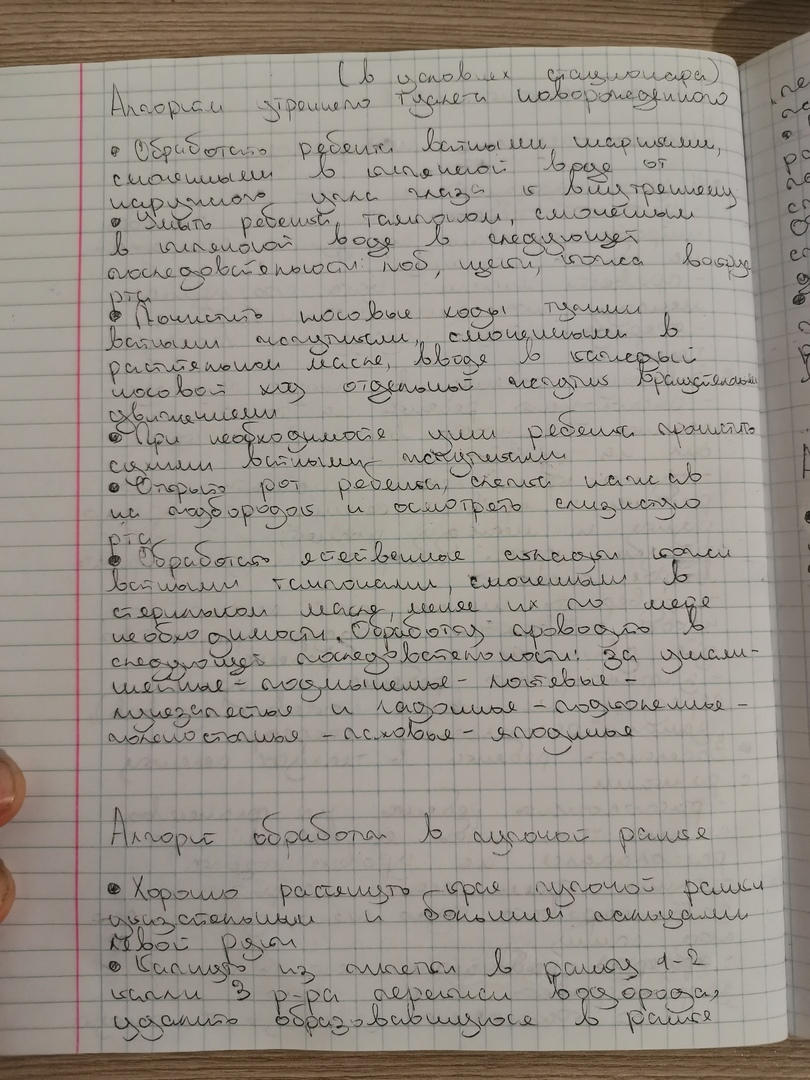 (в условиях стационара)
Алгоритм утреннего туалета новорожденного
• Обработать ребенка ватными шариками,
смоченными в кипяченой воде от
наружного угла глаза к внутреннему
• Умыть ребенка, тампоном, смоченным
в кипяченой воде в следующей
последовательности: лоб, щеки, кожа вокруг
рта
• Почистить носовые ходы тугими
ватными жгутиками, смоченными в
растительном масле, вводя в каждый
носовой ход отдельный жгутик вращательными
движениями
• При необходимости уши ребенка прочистить
сухими ватными жгутиками
• Открыть рот ребенка, слегка нажав
на подбородок и осмотреть слизистую
рта
• Обработать естественные складки кожи
ватными тампонами, смоченными в
стерильном масле, меняя их по мере
необходимости. Обработку проводить в
следующей последовательности: за ушами -
шейные - подмышечные - локтевые -
лучезапястные и ладонные - подколенные -
голеностопные - паховые - ягодичные
Алгорит обработки в пупочной ранке
• Хорошо растянуть края пупочной ранки
указательным и большим пальцами
левой руки
• Капнуть из пипетки в ранку 1-2
капли 3 р-ра перекиси водорода,
удалить образовавшуюся в ранке